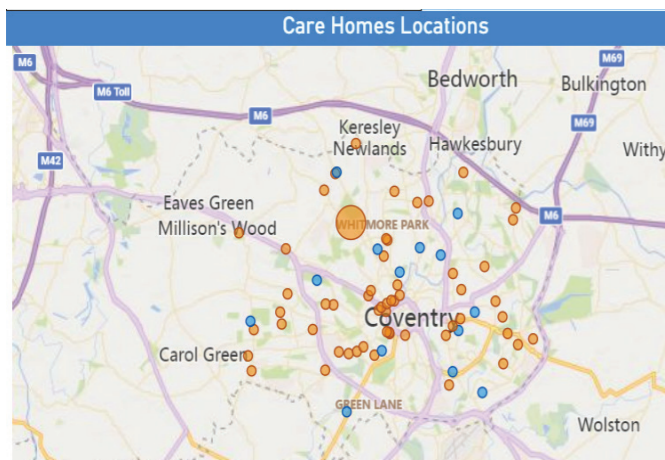 Care Homes Locations
M6
M69
Bedworth
Bulkington
M6 Toll
M6
Keresley
Newlands
Hawkesbury
M69
Withy
M42
Eaves Green
Millison's Wood
M6
WHITMORE PARK
Coventry
Carol Green
GREEN LANE
Wolston